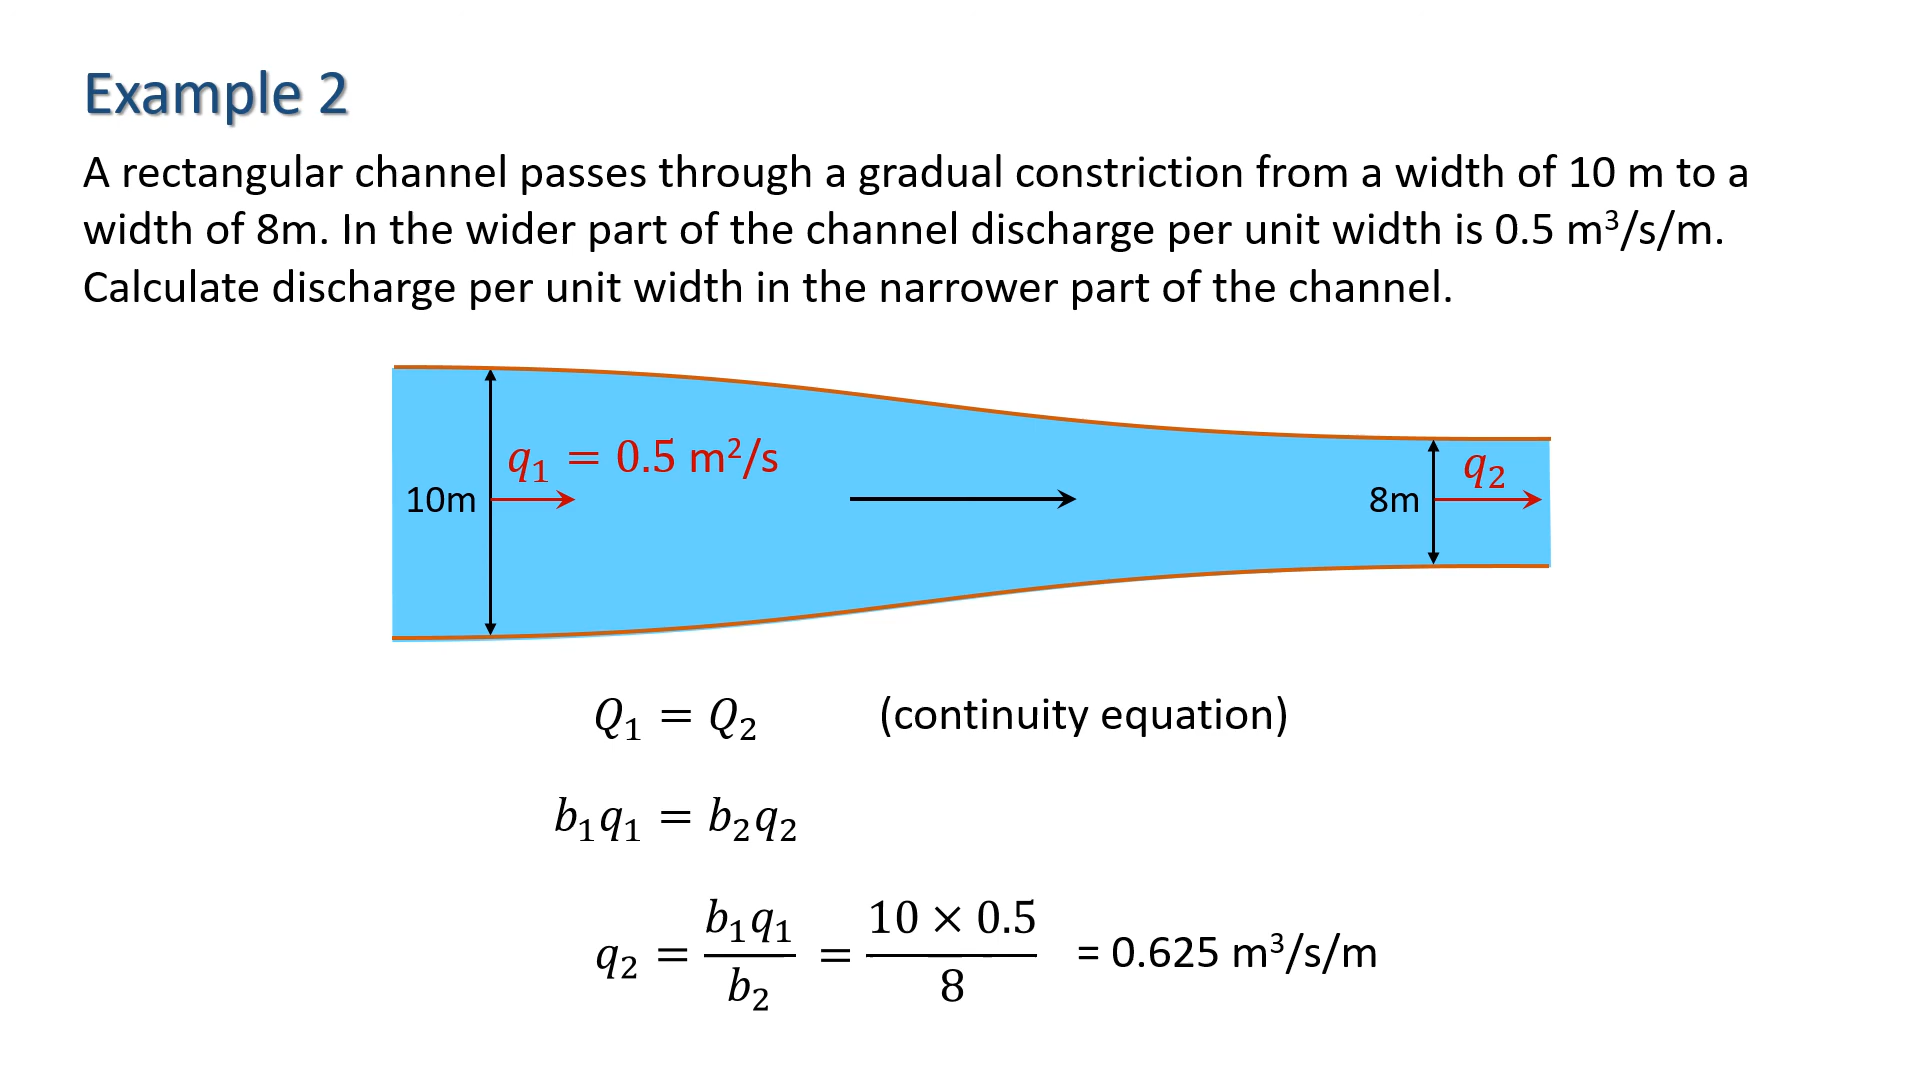 Example 2
A rectangular channel passes through a gradual constriction from a width of 10 m to a
width of 8m. In the wider part of the channel discharge per unit width is 0.5 m³/s/m.
Calculate discharge per unit width in the narrower part of the channel.
q₁ = 0.5 m²/s
q₂
10m
8m
Q₁ = Q₂ (continuity equation)
b₁q₁ = b₂q₂
q₂ = b₁q₁/b₂ = 10 × 0.5/8 = 0.625 m³/s/m